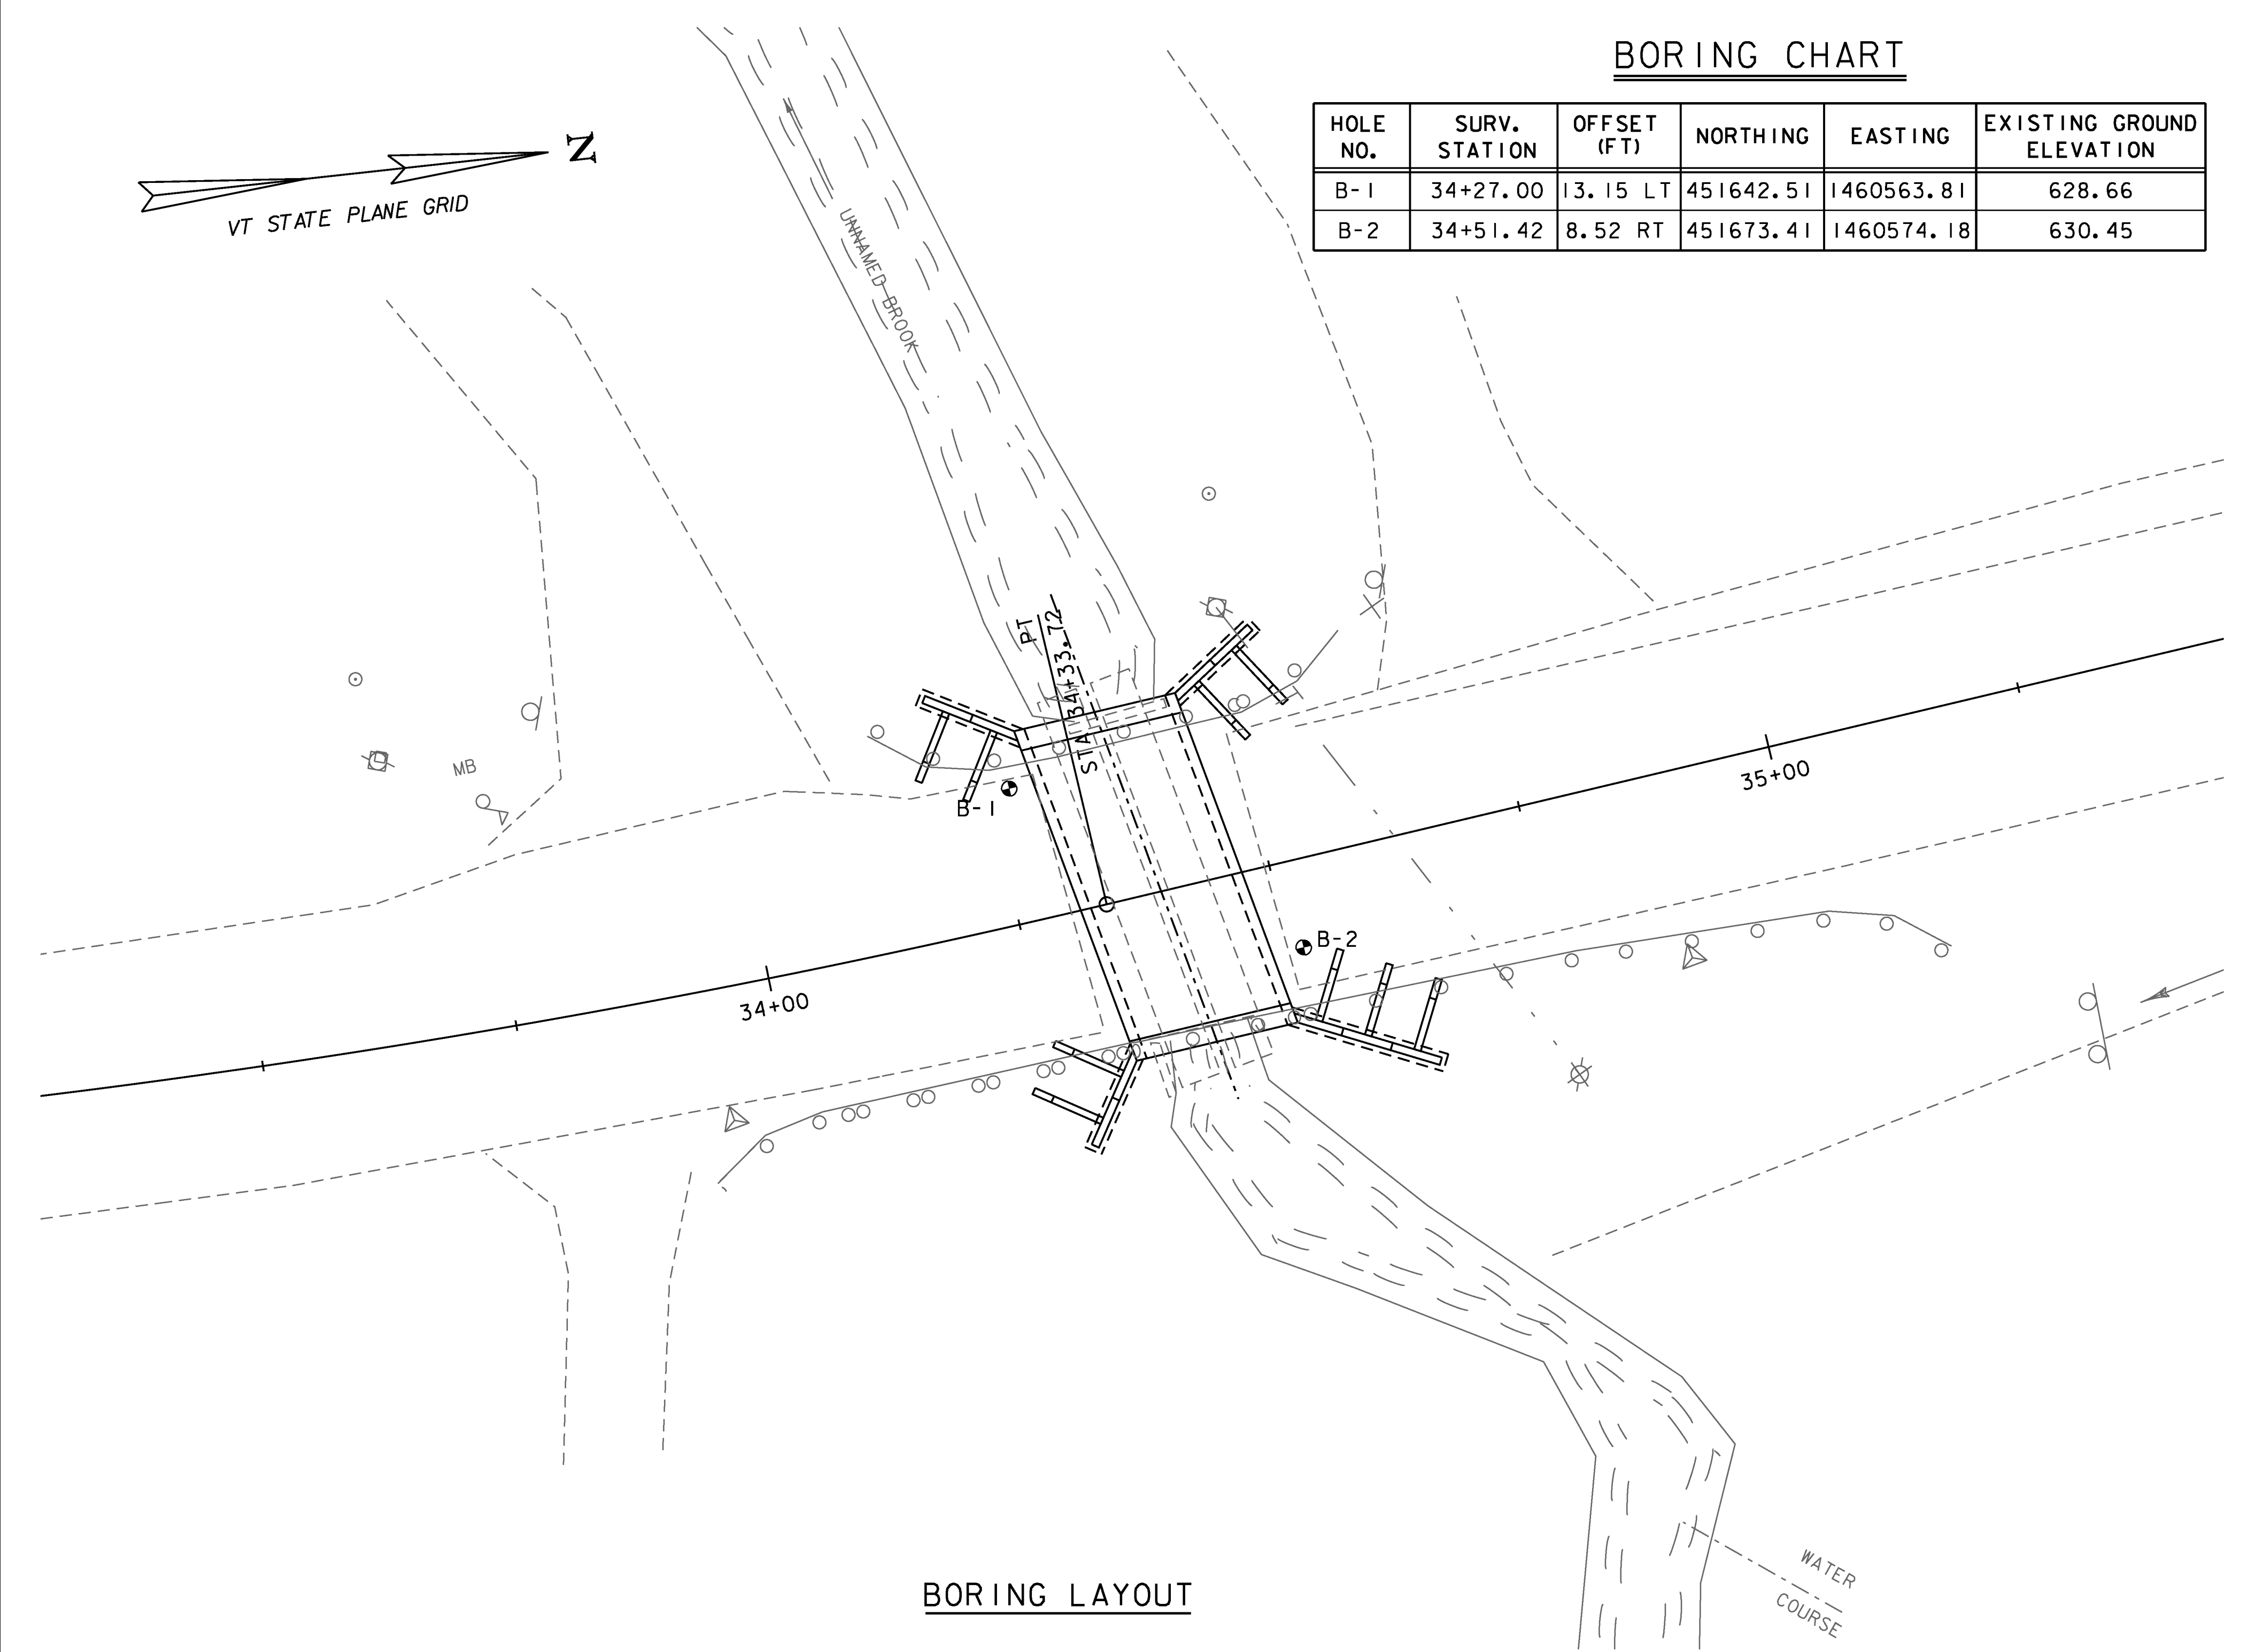 BORING CHART
HOLE NO. SURV. STATION OFFSET (FT) NORTHING EASTING EXISTING GROUND ELEVATION
B-1 34+27.00 13.15 LT 451642.51 1460563.81 628.66
B-2 34+51.42 8.52 RT 451673.41 1460574.18 630.45
N
VT STATE PLANE GRID
UNNAMED BROOK
PT
STA 34+33.72
MB
B-1
35+00
B-2
34+00
WATER
COURSE
BORING LAYOUT